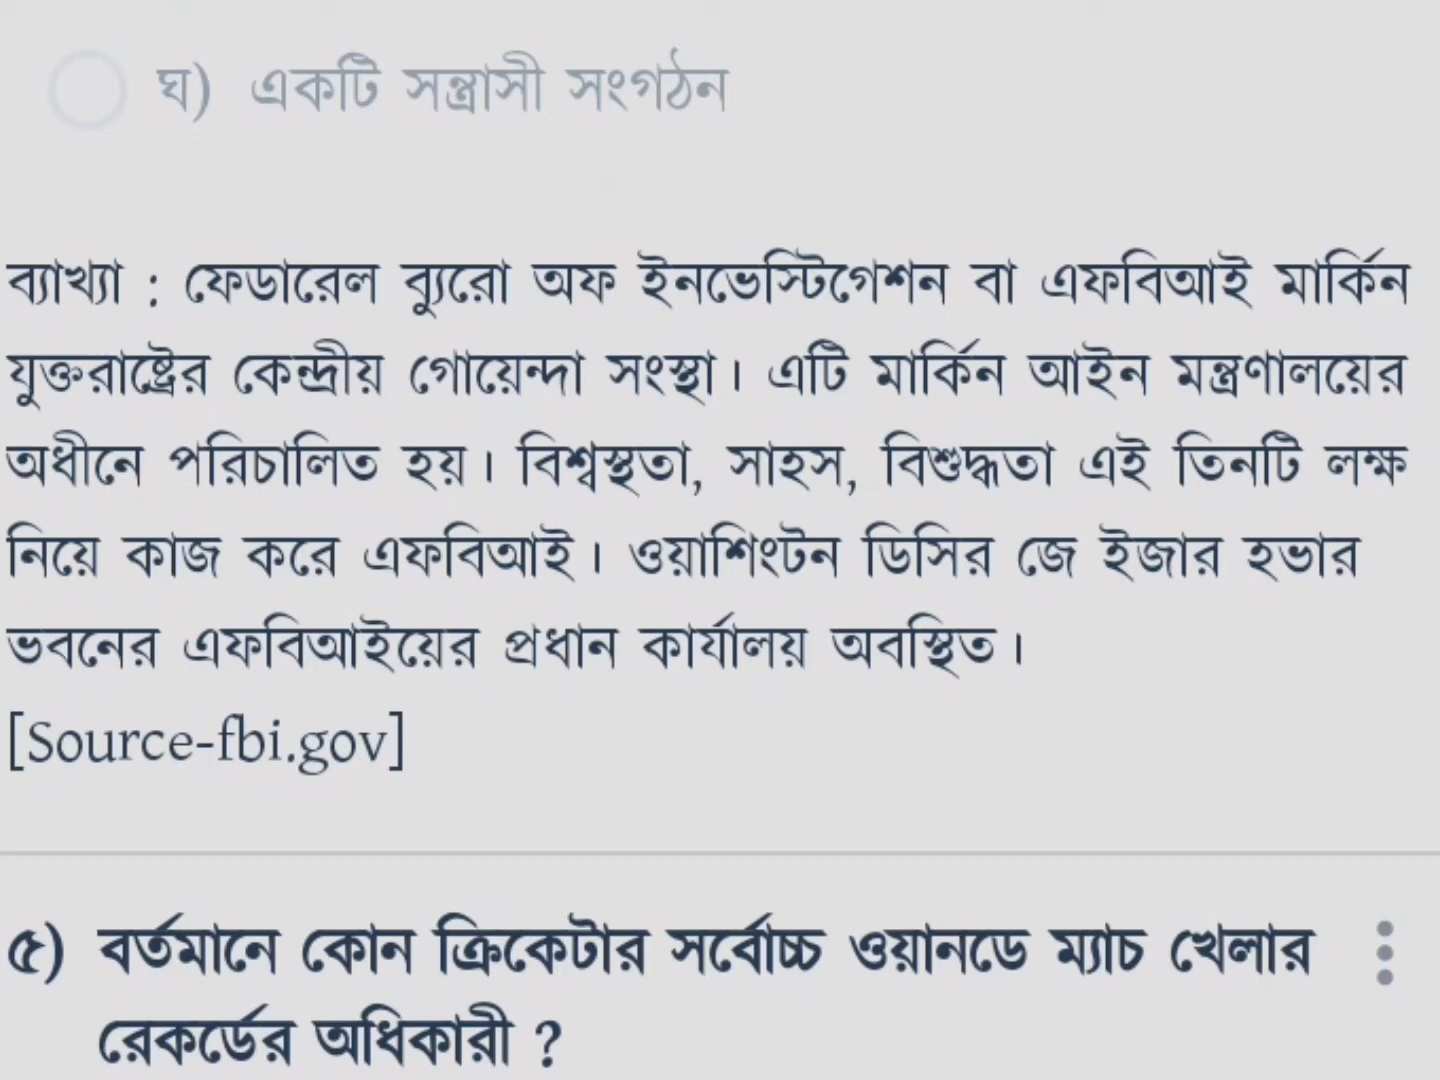 ঘ) একটি সন্ত্রাসী সংগঠন
ব্যাখ্যা : ফেডারেল ব্যুরো অফ ইনভেস্টিগেশন বা এফবিআই মার্কিন
যুক্তরাষ্ট্রের কেন্দ্রীয় গোয়েন্দা সংস্থা। এটি মার্কিন আইন মন্ত্রণালয়ের
অধীনে পরিচালিত হয়। বিশ্বস্থতা, সাহস, বিশুদ্ধতা এই তিনটি লক্ষ
নিয়ে কাজ করে এফবিআই। ওয়াশিংটন ডিসির জে ইজার হভার
ভবনের এফবিআইয়ের প্রধান কার্যালয় অবস্থিত।
[Source-fbi.gov]
৫) বর্তমানে কোন ক্রিকেটার সর্বোচ্চ ওয়ানডে ম্যাচ খেলার
রেকর্ডের অধিকারী ?